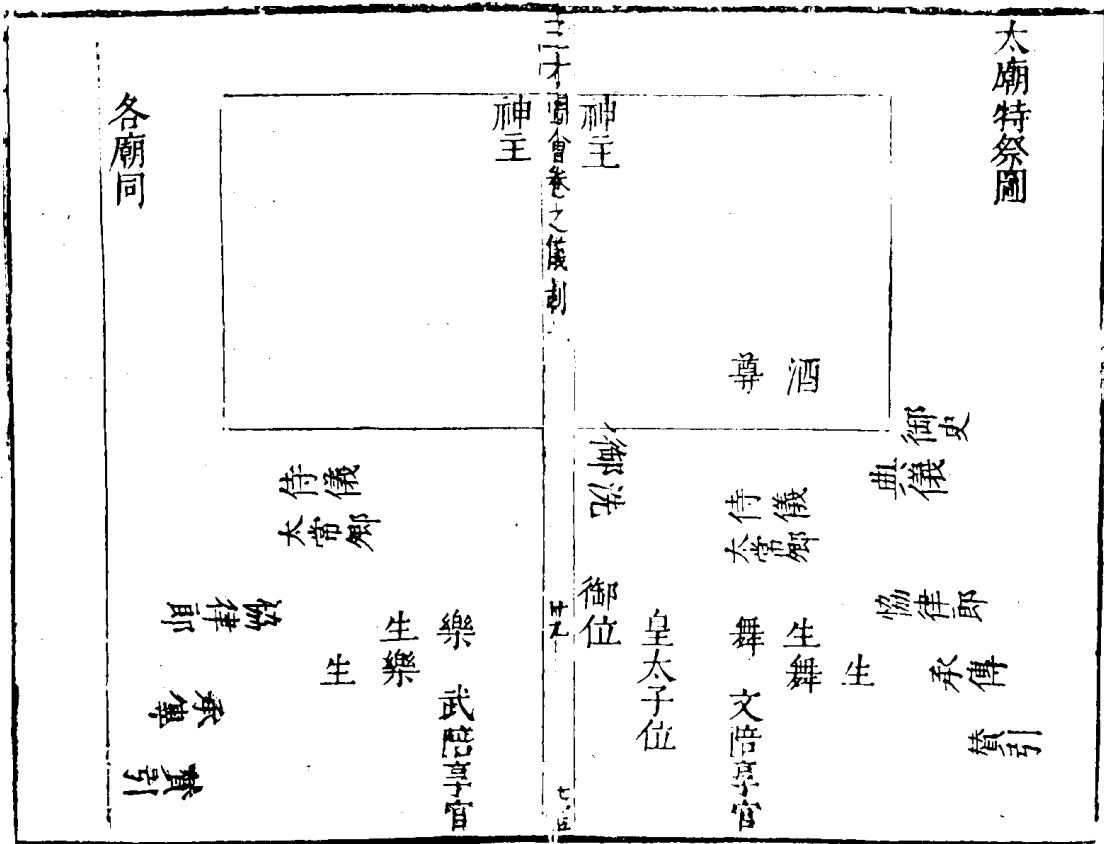 太廟特祭圖
神主
酒
尊
御史
典儀
御洗
侍儀
太常卿
協律郎
承傳
贊引
舞生
舞生
文陪享官
皇太子位
御位
三才圖會卷之儀制
神主
侍儀
太常卿
樂生
樂生
武陪享官
協律郎
承傳
贊引
各廟同